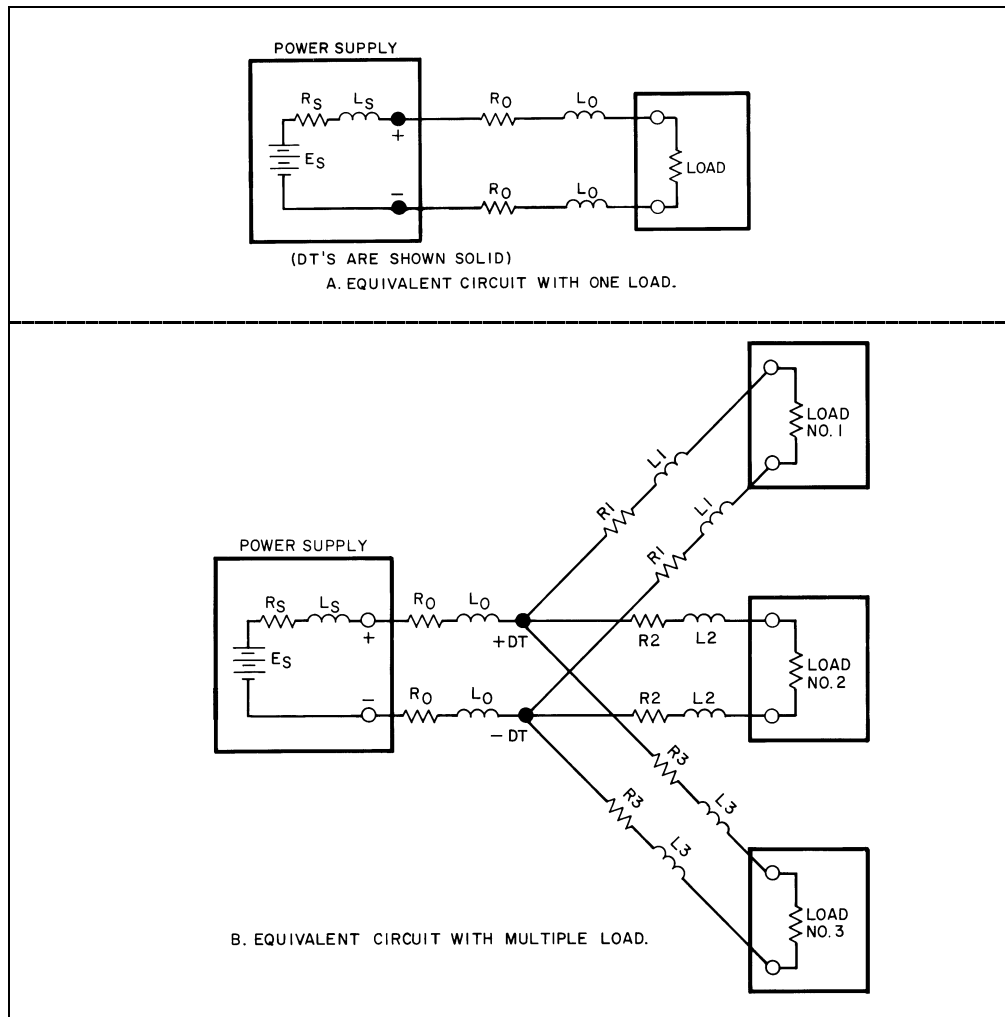 POWER SUPPLY
RS LS
+
ES
−
RO LO
RO LO
LOAD
(DT'S ARE SHOWN SOLID)
A. EQUIVALENT CIRCUIT WITH ONE LOAD.
LOAD
NO. 1
L1
R1
L1
R1
POWER SUPPLY
RS LS
+
ES
−
RO LO
+DT
RO LO
−DT
R2 L2
R2 L2
LOAD
NO. 2
R3
L3
R3
L3
LOAD
NO. 3
B. EQUIVALENT CIRCUIT WITH MULTIPLE LOAD.